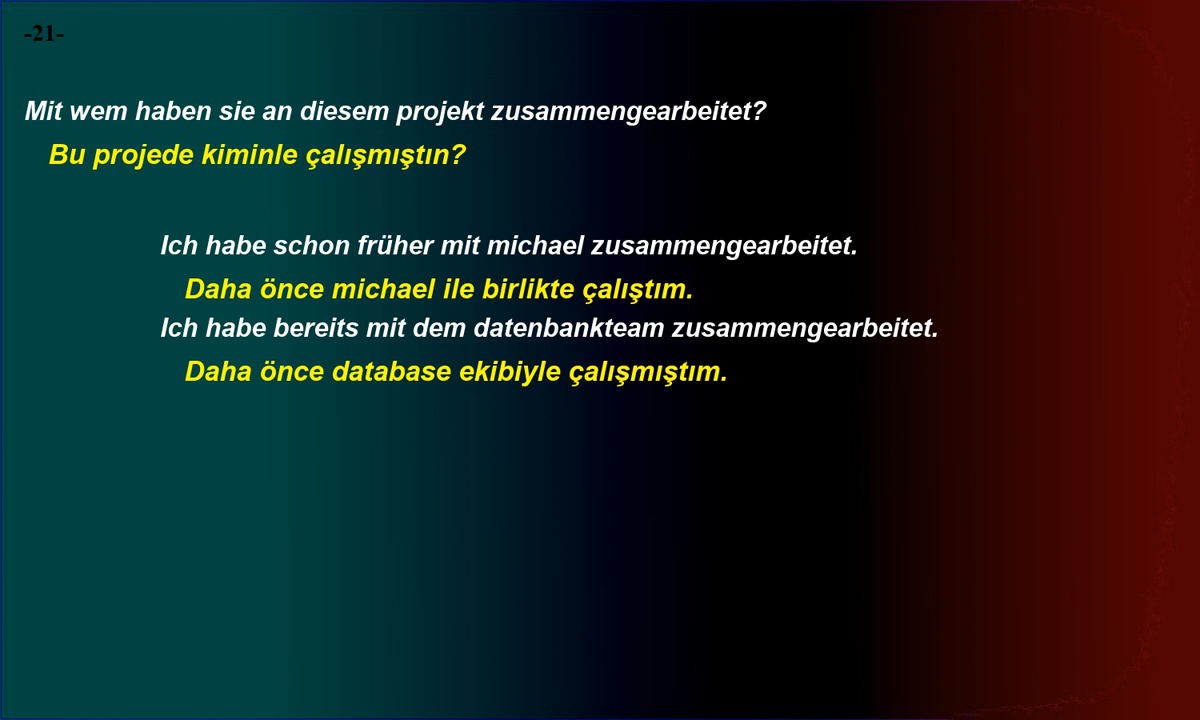 -21-
Mit wem haben sie an diesem projekt zusammengearbeitet?
Bu projede kiminle çalışmıştın?
Ich habe schon früher mit michael zusammengearbeitet.
Daha önce michael ile birlikte çalıştım.
Ich habe bereits mit dem datenbankteam zusammengearbeitet.
Daha önce database ekibiyle çalışmıştım.